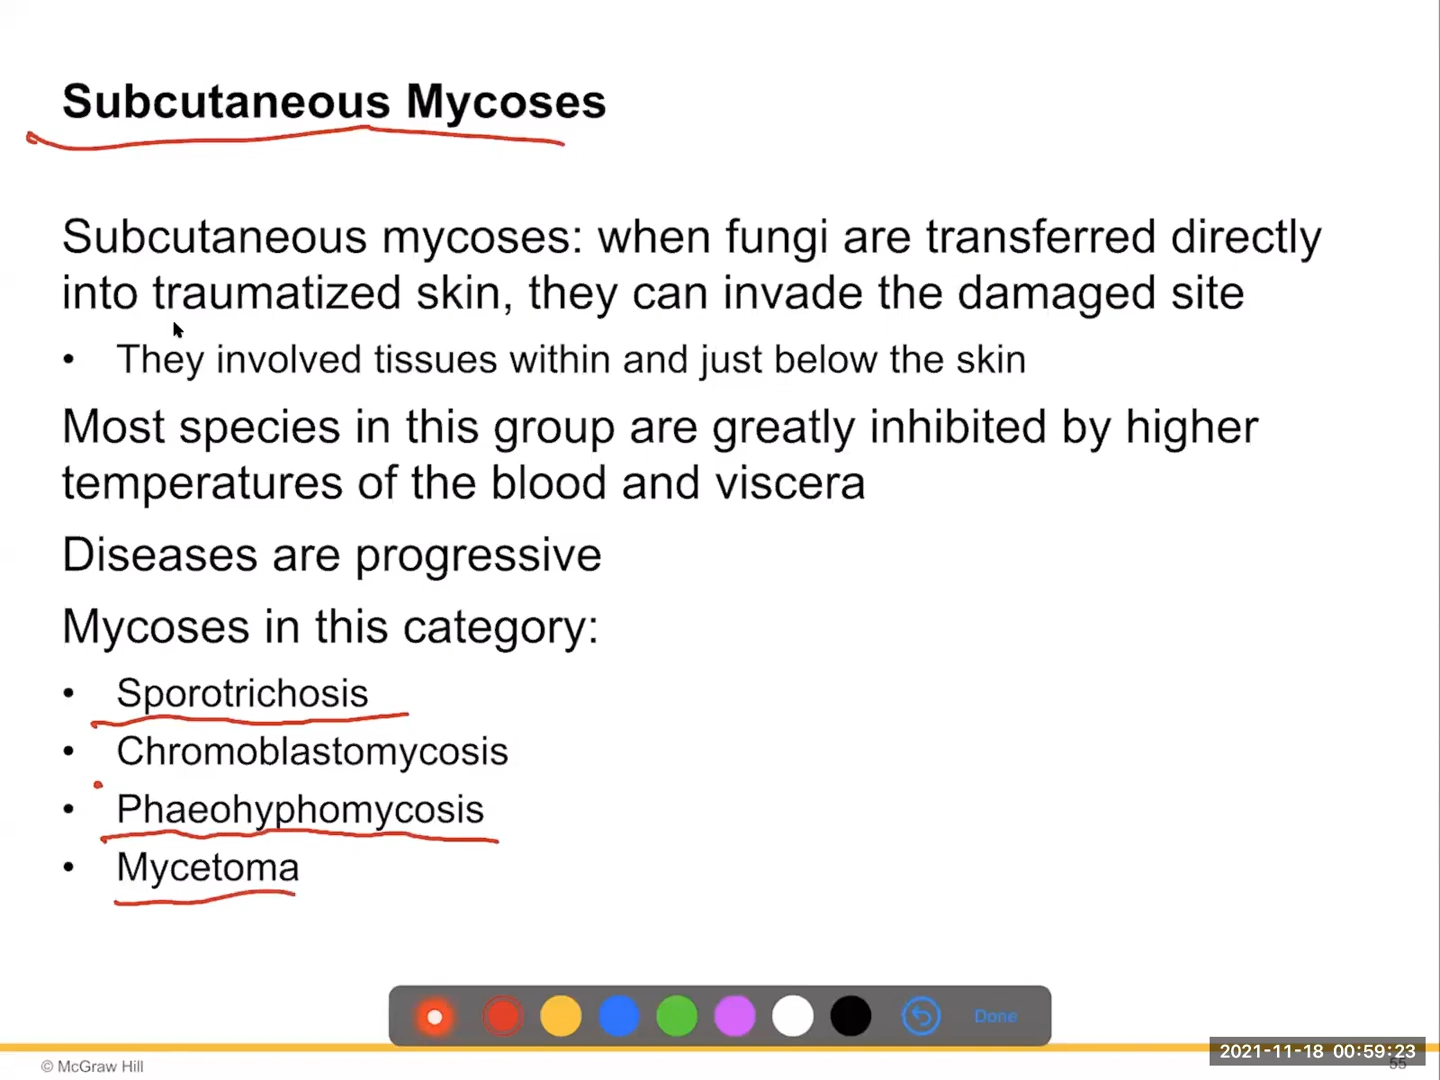 Subcutaneous Mycoses
Subcutaneous mycoses: when fungi are transferred directly
into traumatized skin, they can invade the damaged site
• They involved tissues within and just below the skin
Most species in this group are greatly inhibited by higher
temperatures of the blood and viscera
Diseases are progressive
Mycoses in this category:
• Sporotrichosis
• Chromoblastomycosis
• Phaeohyphomycosis
• Mycetoma
Done
2021-11-18 00:59:23
© McGraw Hill
55